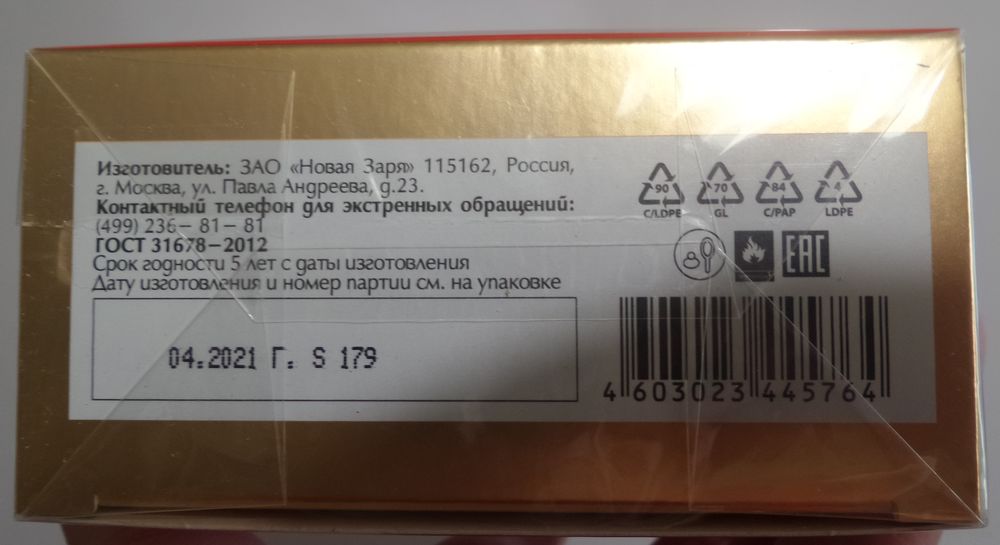 Изготовитель: ЗАО «Новая Заря» 115162, Россия,
г. Москва, ул. Павла Андреева, д.23.
Контактный телефон для экстренных обращений:
(499) 236– 81– 81
ГОСТ 31678–2012
Срок годности 5 лет с даты изготовления
Дату изготовления и номер партии см. на упаковке
04.2021 Г. S 179
90 70 84 4
C/LDPE GL C/PAP LDPE
EAC
4 603023 445764